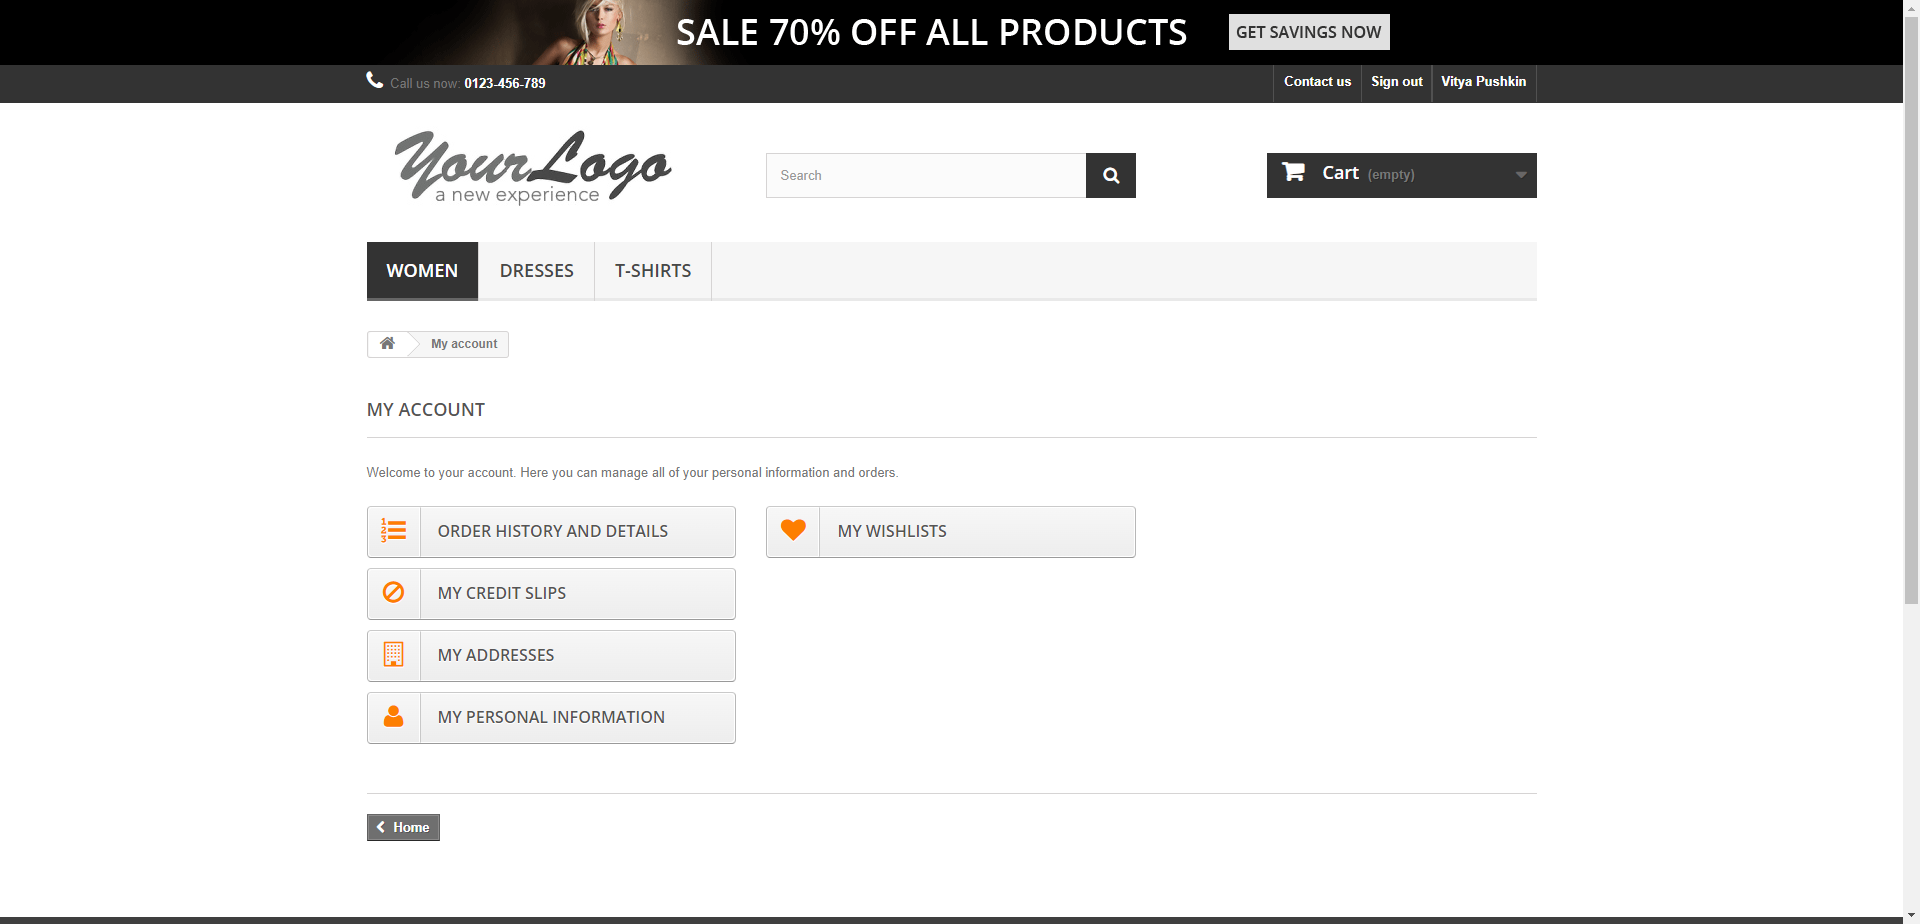 SALE 70% OFF ALL PRODUCTS GET SAVINGS NOW
Call us now: 0123-456-789
Contact us Sign out Vitya Pushkin
YourLogo
a new experience
Search
Cart (empty)
WOMEN DRESSES T-SHIRTS
My account
MY ACCOUNT
Welcome to your account. Here you can manage all of your personal information and orders.
ORDER HISTORY AND DETAILS
MY WISHLISTS
MY CREDIT SLIPS
MY ADDRESSES
MY PERSONAL INFORMATION
Home